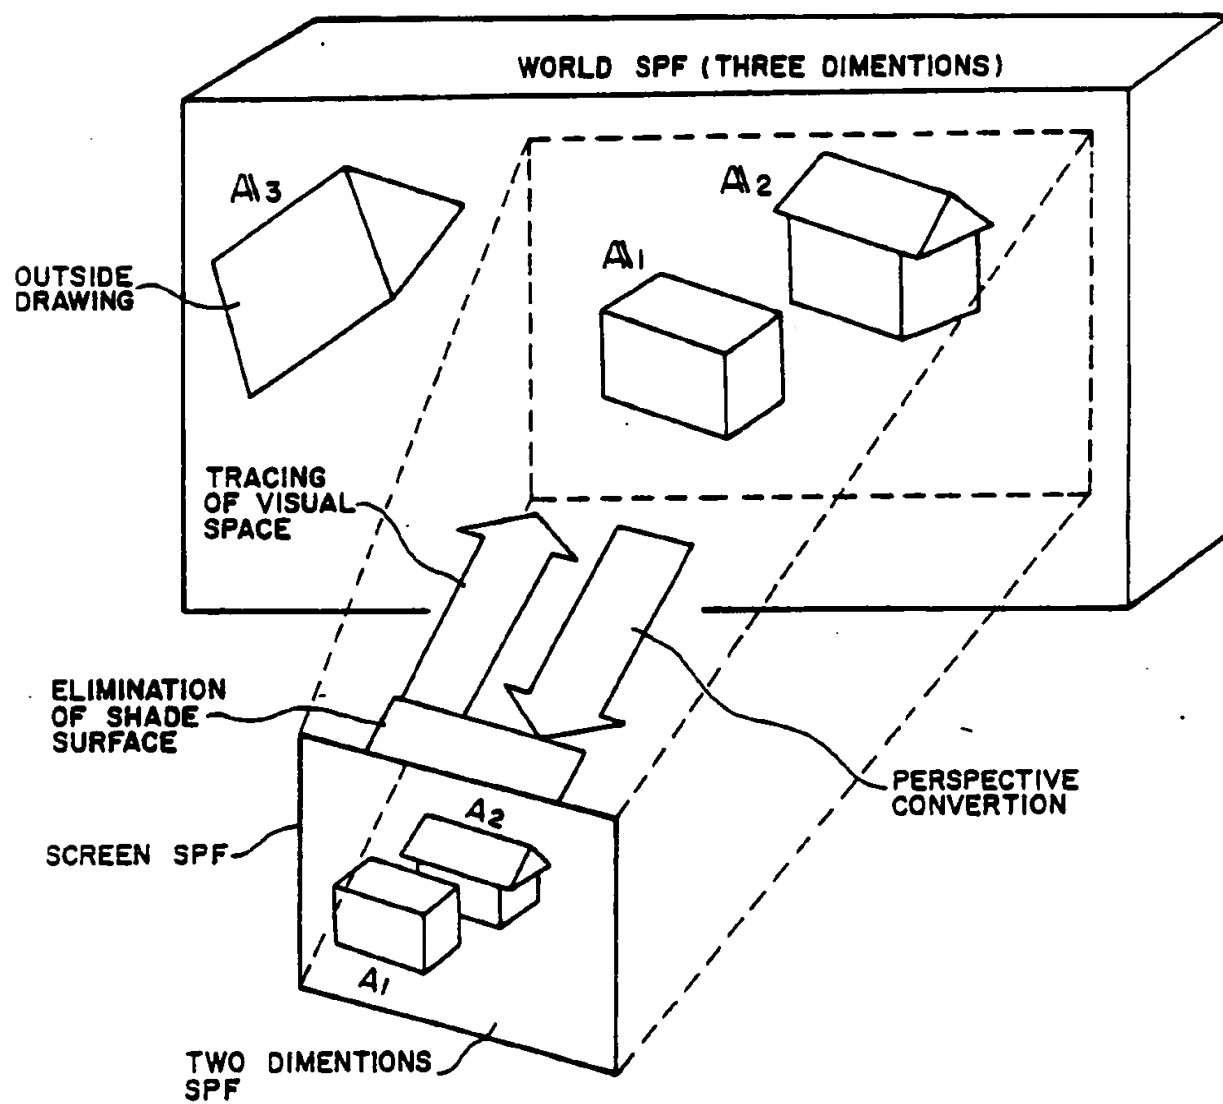 WORLD SPF (THREE DIMENTIONS)
A3
A2
A1
OUTSIDE
DRAWING
TRACING
OF VISUAL
SPACE
ELIMINATION
OF SHADE
SURFACE
PERSPECTIVE
CONVERTION
A2
SCREEN SPF
A1
TWO DIMENTIONS
SPF